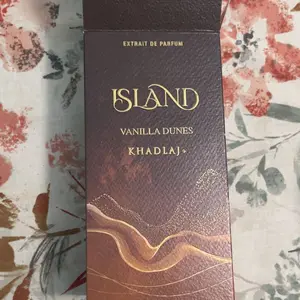 EXTRAIT DE PARFUM
ISLAND
VANILLA DUNES
KHADLAJ